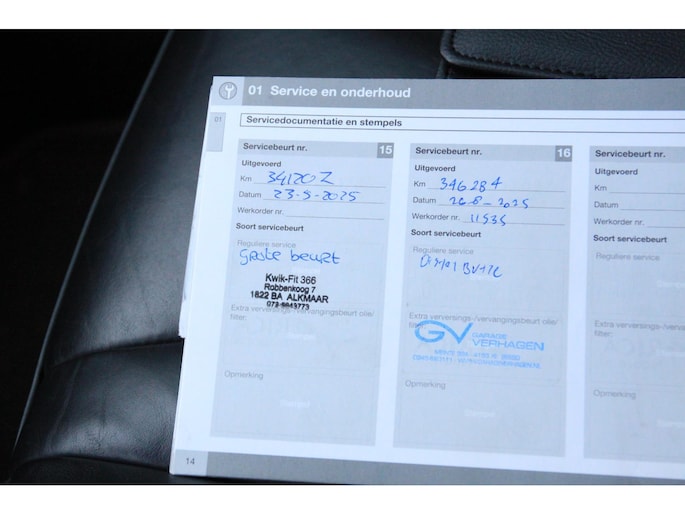 01 Service en onderhoud
01
Servicedocumentatie en stempels
Servicebeurt nr. 15
Uitgevoerd
Km 341202
Datum 23-5-2025
Werkorder nr.
Soort servicebeurt
Reguliere service
grote beurt
Kwik-Fit 366
Robbenkoog 7
1822 BA ALKMAAR
Extra verversings-/vervangingsbeurt olie/
filter:
Opmerking
Stempel
14
Servicebeurt nr. 16
Uitgevoerd
Km 346284
Datum 26-8-2025
Werkorder nr. 11535
Soort servicebeurt
Reguliere service
Extra verversings-/vervangingsbeurt olie/
filter:
GV GARAGE
VERHAGEN
Opmerking
Stempel
Servicebeurt nr.
Uitgevoerd
Km
Datum
Werkorder nr.
Soort servicebeurt
Reguliere service
Extra verversings-
filter:
Opmerking